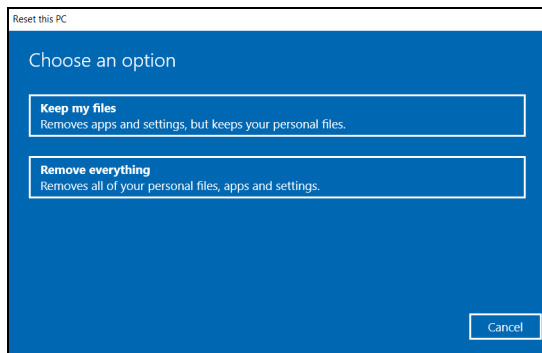 Reset this PC
Choose an option
Keep my files
Removes apps and settings, but keeps your personal files.
Remove everything
Removes all of your personal files, apps and settings.
Cancel